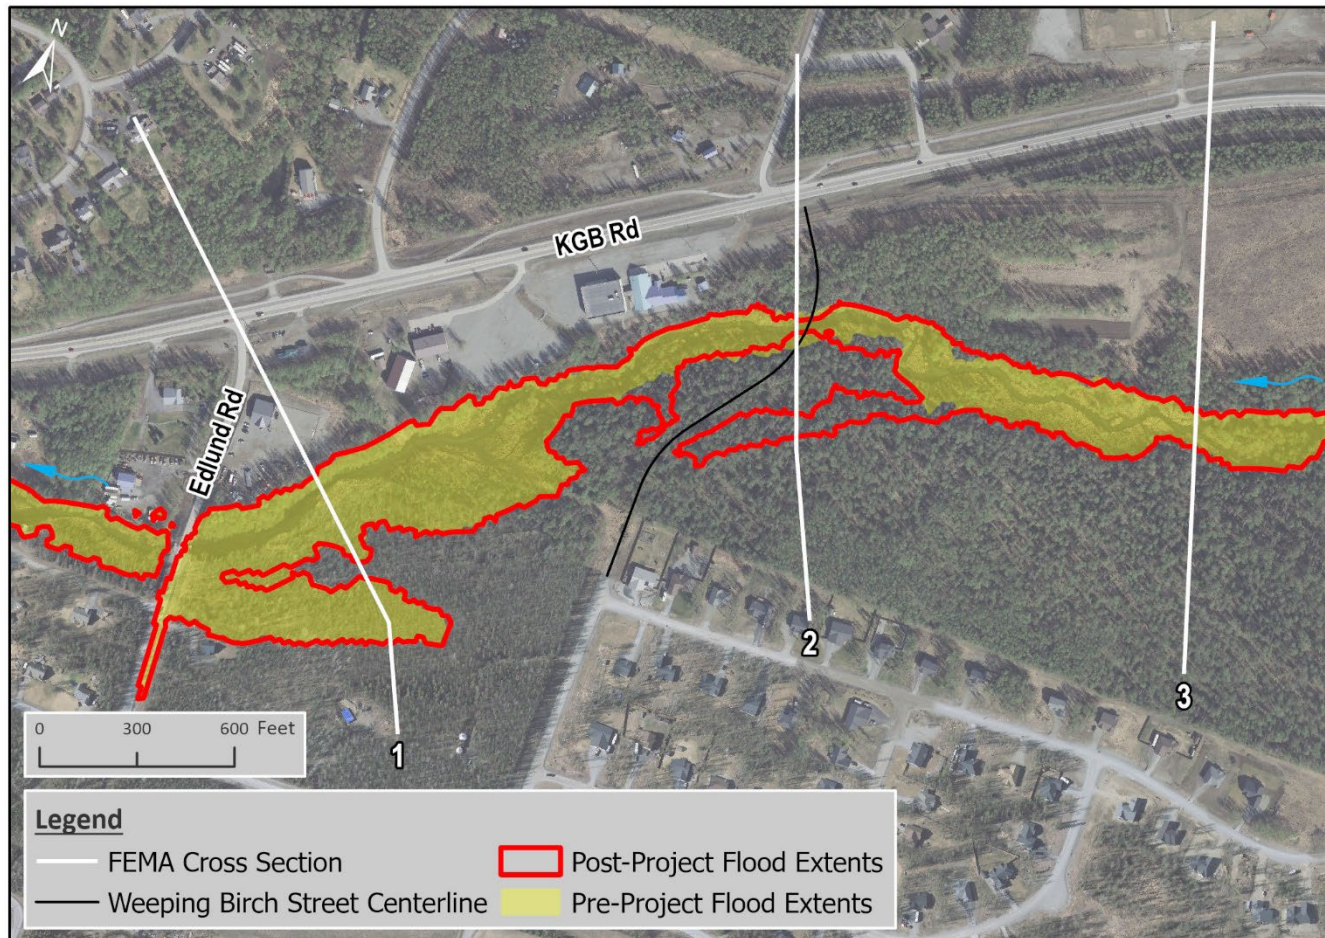 N
KGB Rd
Edlund Rd
2
3
1
0 300 600 Feet
Legend
FEMA Cross Section
Post-Project Flood Extents
Weeping Birch Street Centerline
Pre-Project Flood Extents